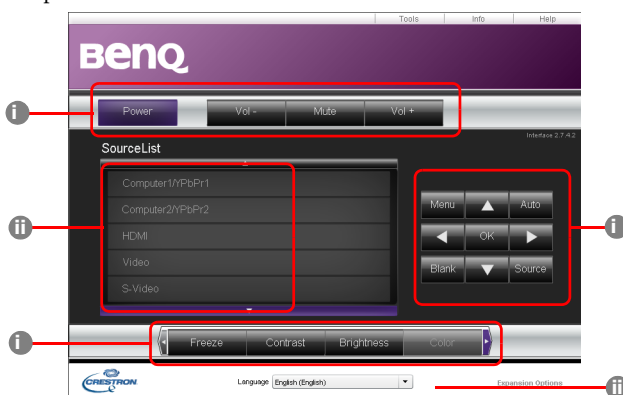 Tools Info Help
BenQ
i Power Vol - Mute Vol +
Interface 2.7.4.2
SourceList
Computer1/YPbPr1
Computer2/YPbPr2
HDMI
Video
S-Video
ii
Menu Auto
OK
Blank Source
i
i Freeze Contrast Brightness Color
CRESTRON
Language English (English)
Expansion Options
ii